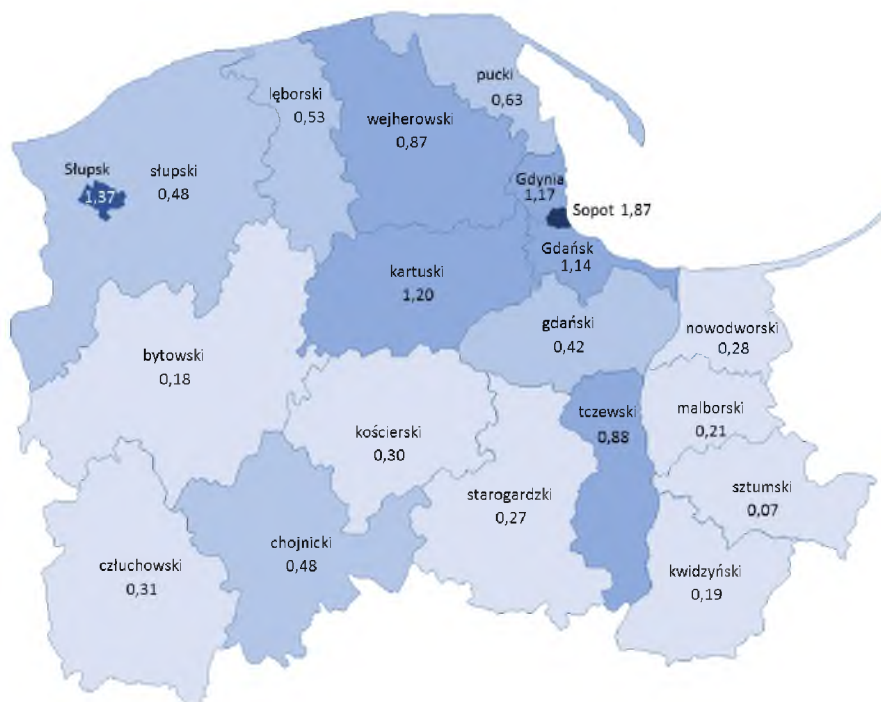 pucki
0,63
lęborski
0,53
wejherowski
0,87
Słupsk
1,37
słupski
0,48
Gdynia
1,17
Sopot 1,87
Gdańsk
1,14
kartuski
1,20
gdański
0,42
nowodworski
0,28
bytowski
0,18
tczewski
0,88
malborski
0,21
kościerski
0,30
starogardzki
0,27
sztumski
0,07
człuchowski
0,31
chojnicki
0,48
kwidzyński
0,19